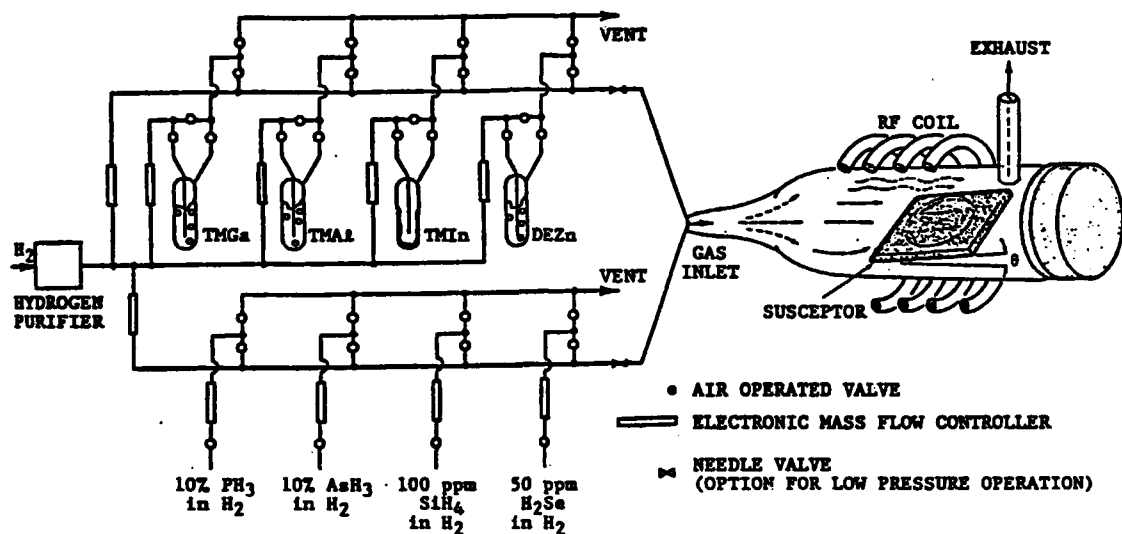 VENT
EXHAUST
RF COIL
TMGa
TMAl
TMIn
DEZn
H2
HYDROGEN
PURIFIER
GAS
INLET
θ
SUSCEPTOR
VENT
10% PH3
in H2
10% AsH3
in H2
100 ppm
SiH4
in H2
50 ppm
H2Se
in H2
AIR OPERATED VALVE
ELECTRONIC MASS FLOW CONTROLLER
NEEDLE VALVE
(OPTION FOR LOW PRESSURE OPERATION)